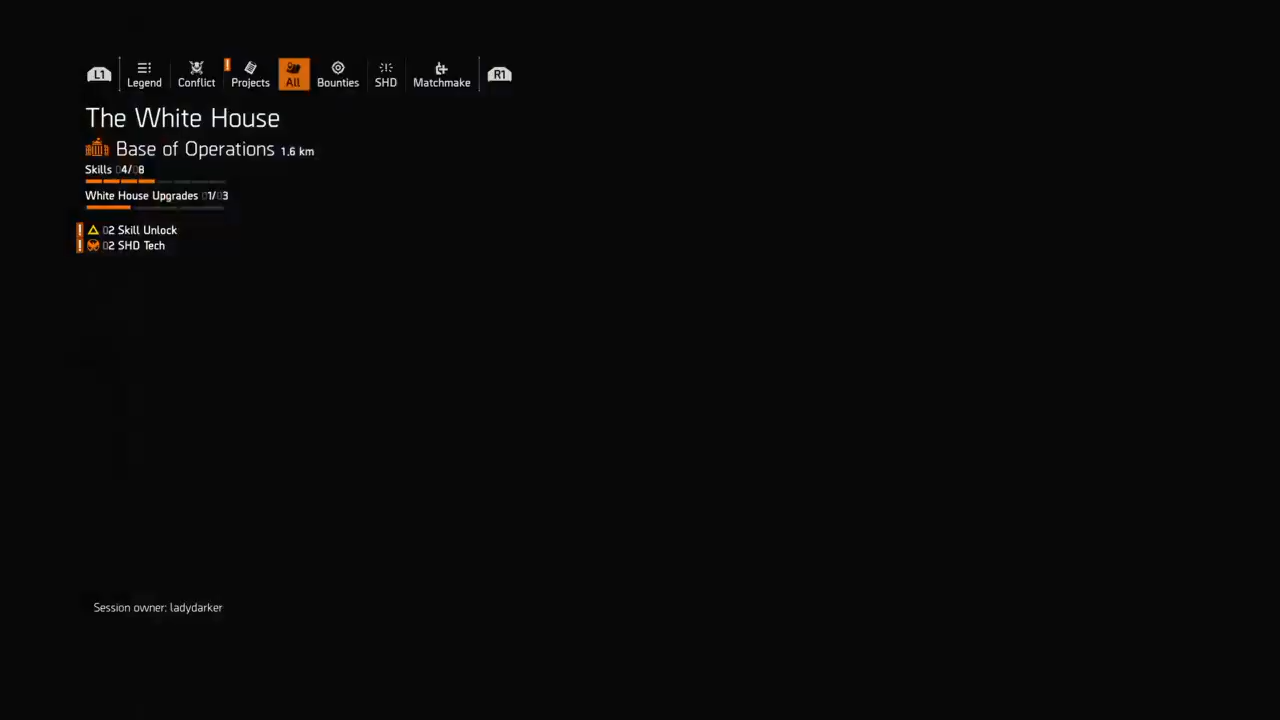 L1 Legend Conflict ! Projects All Bounties SHD Matchmake R1
The White House
Base of Operations 1.6 km
Skills 04/08
White House Upgrades 01/03
! 02 Skill Unlock
! 02 SHD Tech
Session owner: ladydarker